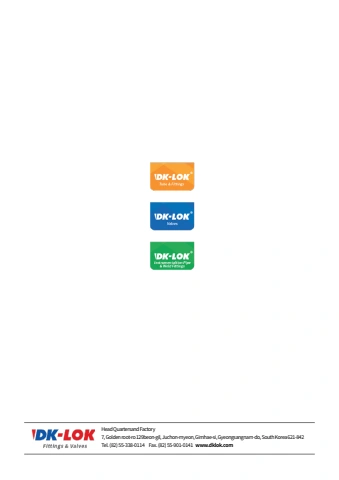 DK-LOK®
Tube & Fittings
DK-LOK®
Valves
DK-LOK®
Instrumentation Pipe
& Weld Fittings
DK-LOK
Fittings & Valves
Head Quarters and Factory
7, Golden root-ro 129beon-gil, Juchon-myeon, Gimhae-si, Gyeongsangnam-do, South Korea 621-842
Tel. (82) 55-338-0114 Fax. (82) 55-901-0141 www.dklok.com